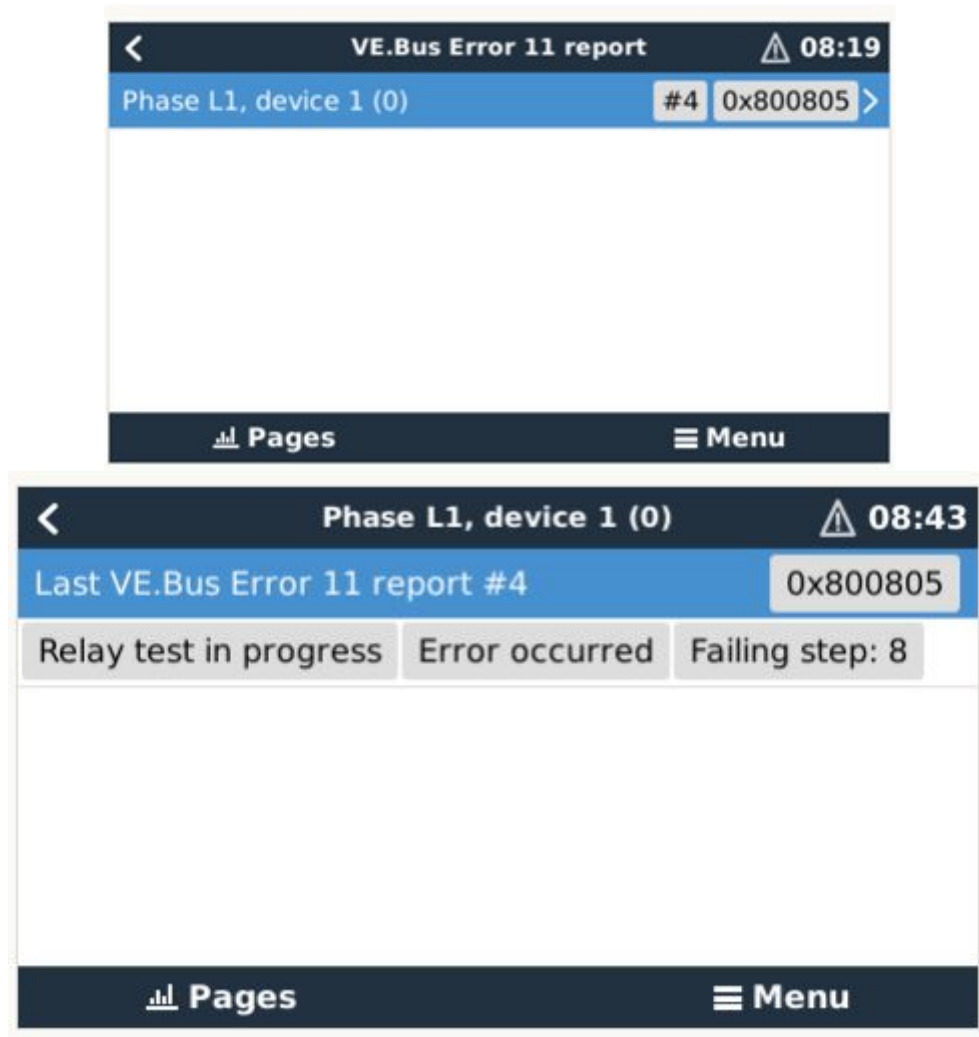 VE.Bus Error 11 report 08:19
Phase L1, device 1 (0) #4 0x800805
Pages Menu
Phase L1, device 1 (0) 08:43
Last VE.Bus Error 11 report #4 0x800805
Relay test in progress Error occurred Failing step: 8
Pages Menu